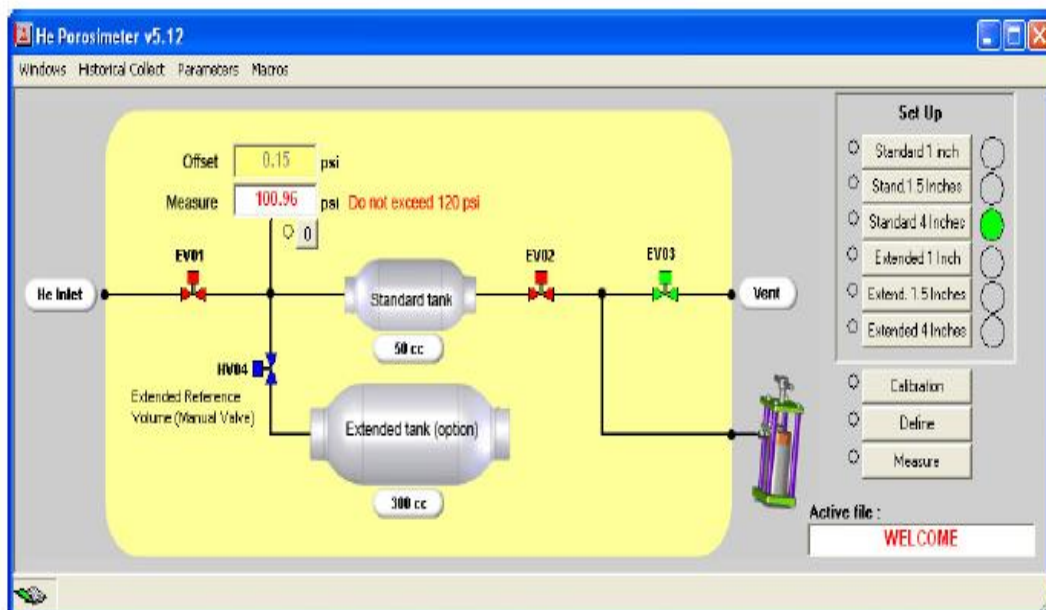 He Porosimeter v5.12
Windows Historical Collect Parameters Macros
Offset 0.15 psi
Measure 100.96 psi Do not exceed 120 psi
0
EV01
EV02
EV03
He Inlet
Standard tank
Vent
50 cc
HV04
Extended Reference
Volume (Manual Valve)
Extended tank (option)
300 cc
Set Up
Standard 1 inch
Stand.1.5 Inches
Standard 4 Inches
Extended 1 Inch
Extend. 1.5 Inches
Extended 4 Inches
Calibration
Define
Measure
Active file :
WELCOME